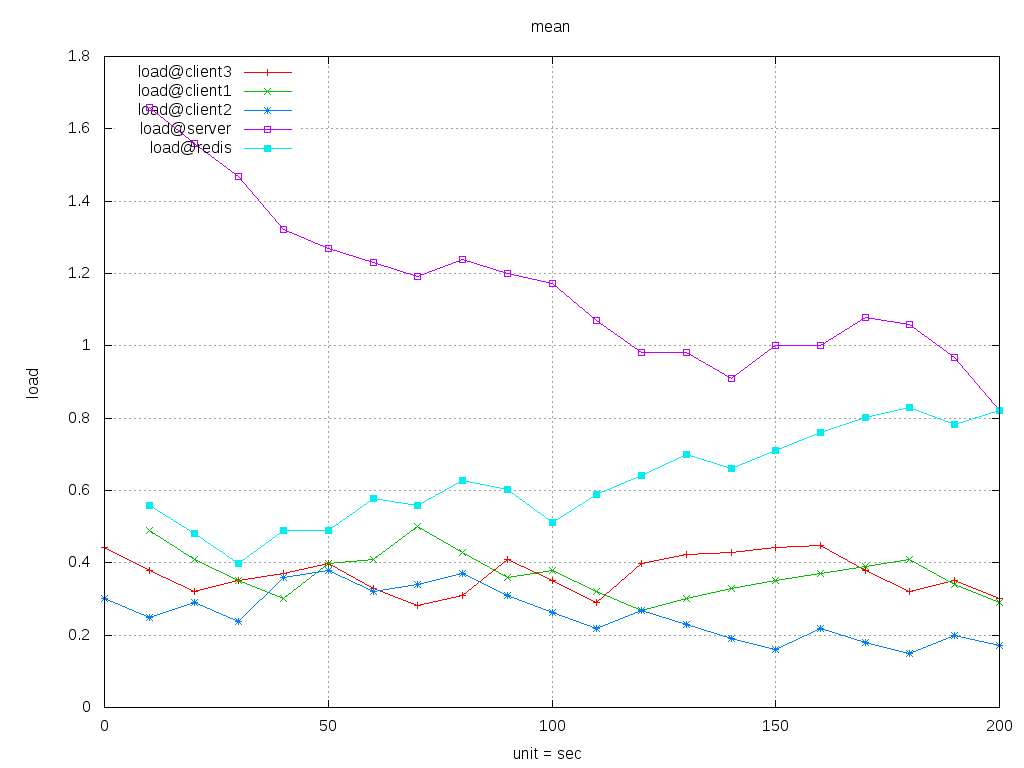 mean
1.8
1.6
1.4
1.2
1
0.8
0.6
0.4
0.2
0
load
load@client3
load@client1
load@client2
load@server
load@redis
0 50 100 150 200
unit = sec